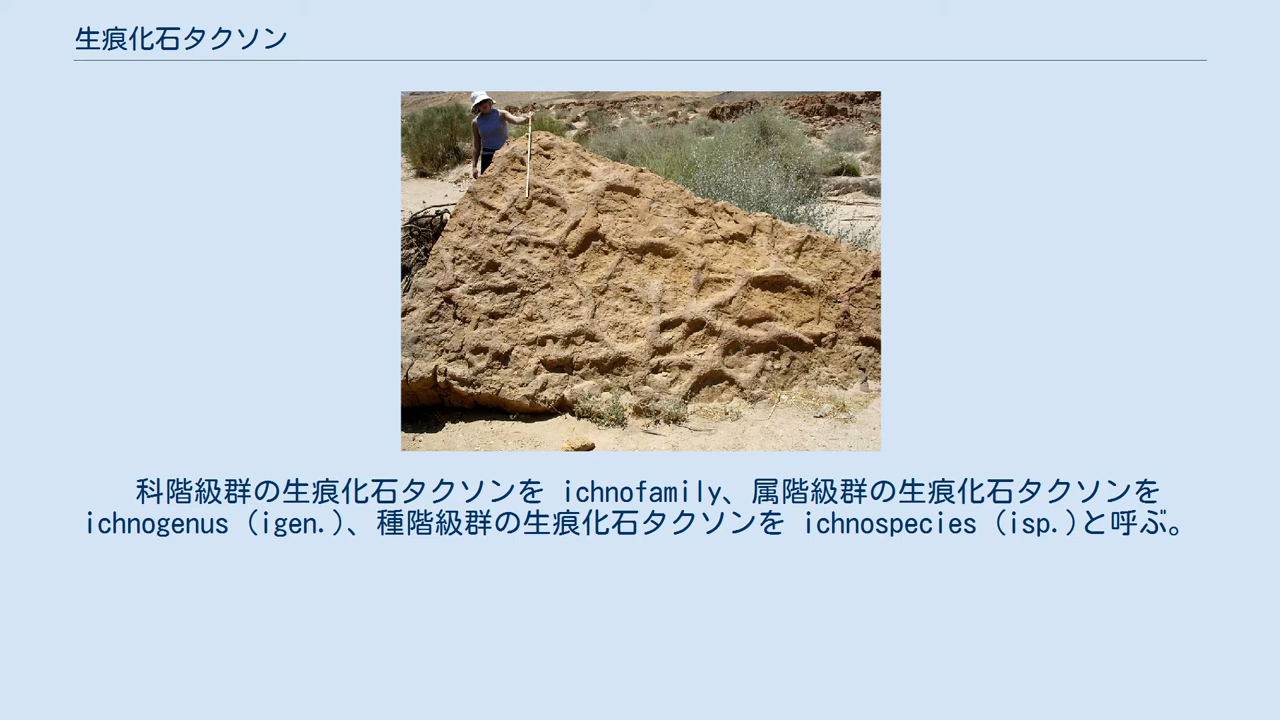 生痕化石タクソン
科階級群の生痕化石タクソンを ichnofamily、属階級群の生痕化石タクソンを
ichnogenus (igen.)、種階級群の生痕化石タクソンを ichnospecies (isp.)と呼ぶ。